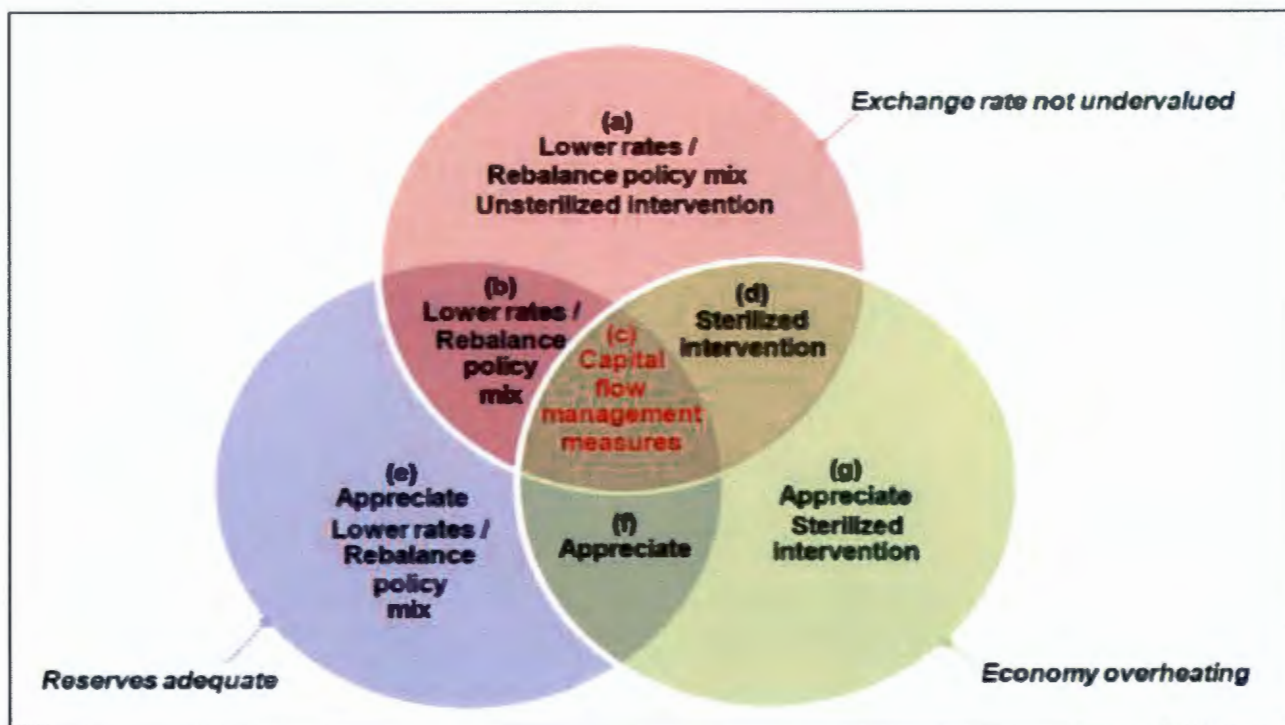 Exchange rate not undervalued
(a)
Lower rates /
Rebalance policy mix
Unsterilized intervention
(b)
Lower rates /
Rebalance
policy
mix
(c)
Capital
flow
management
measures
(d)
Sterilized
intervention
(e)
Appreciate
Lower rates /
Rebalance
policy
mix
(f)
Appreciate
(g)
Appreciate
Sterilized
intervention
Reserves adequate
Economy overheating